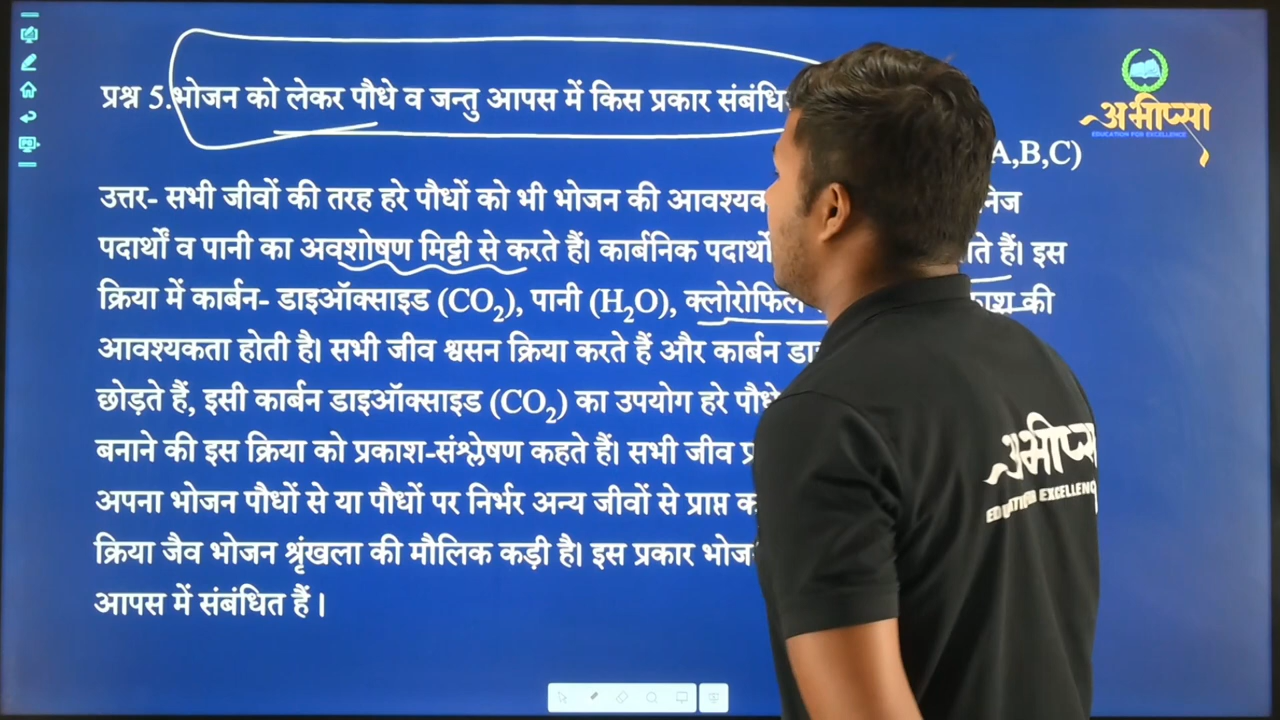 प्रश्न 5.भोजन को लेकर पौधे व जन्तु आपस में किस प्रकार
A,B,C)
उत्तर- सभी जीवों की तरह हरे पौधों को भी भोजन की
पदार्थों व पानी का अवशोषण मिट्टी से करते हैं। कार्बनिक हैं। इस
क्रिया में कार्बन- डाइऑक्साइड (CO₂), पानी (H₂O), क्लोरोफिल की
आवश्यकता होती है। सभी जीव श्वसन क्रिया करते हैं और कार्बन
छोड़ते हैं, इसी कार्बन डाइऑक्साइड (CO₂) का उपयोग हरे पौधे
बनाने की इस क्रिया को प्रकाश-संश्लेषण कहते हैं। सभी जीव
अपना भोजन पौधों से या पौधों पर निर्भर अन्य जीवों से प्राप्त
क्रिया जैव भोजन श्रृंखला की मौलिक कड़ी है। इस प्रकार
आपस में संबंधित हैं ।
अभीप्सा
EDUCATION FOR EXCELLENCE
अभीप्सा